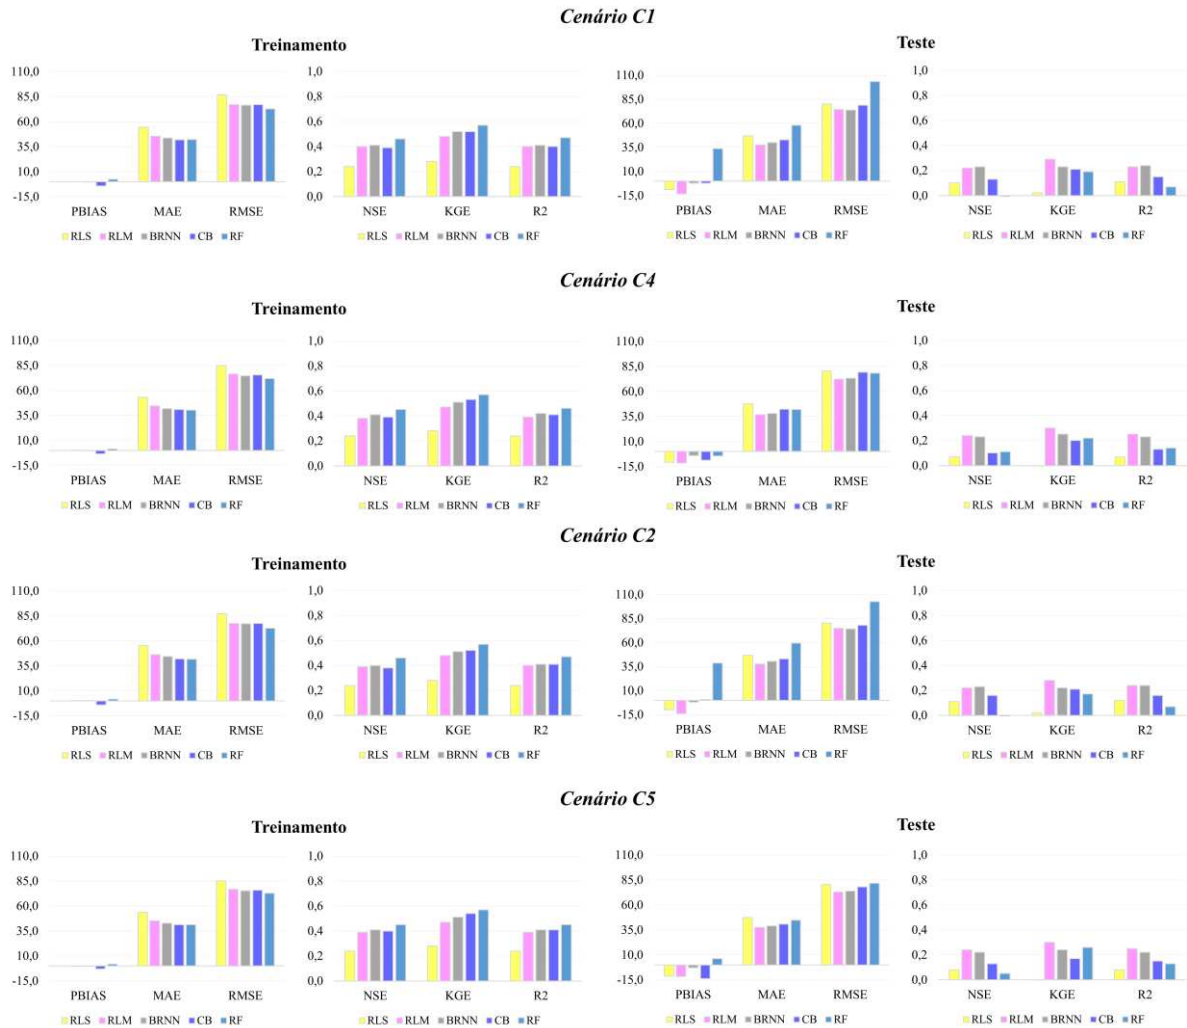 Cenário C1
Treinamento
Teste
110,0
85,0
60,0
35,0
10,0
-15,0
PBIAS MAE RMSE
RLS RLM BRNN CB RF
1,0
0,8
0,6
0,4
0,2
0,0
NSE KGE R2
RLS RLM BRNN CB RF
110,0
85,0
60,0
35,0
10,0
-15,0
PBIAS MAE RMSE
RLS RLM BRNN CB RF
1,0
0,8
0,6
0,4
0,2
0,0
NSE KGE R2
RLS RLM BRNN CB RF
Cenário C4
Treinamento
Teste
110,0
85,0
60,0
35,0
10,0
-15,0
PBIAS MAE RMSE
RLS RLM BRNN CB RF
1,0
0,8
0,6
0,4
0,2
0,0
NSE KGE R2
RLS RLM BRNN CB RF
110,0
85,0
60,0
35,0
10,0
-15,0
PBIAS MAE RMSE
RLS RLM BRNN CB RF
1,0
0,8
0,6
0,4
0,2
0,0
NSE KGE R2
RLS RLM BRNN CB RF
Cenário C2
Treinamento
Teste
110,0
85,0
60,0
35,0
10,0
-15,0
PBIAS MAE RMSE
RLS RLM BRNN CB RF
1,0
0,8
0,6
0,4
0,2
0,0
NSE KGE R2
RLS RLM BRNN CB RF
110,0
85,0
60,0
35,0
10,0
-15,0
PBIAS MAE RMSE
RLS RLM BRNN CB RF
1,0
0,8
0,6
0,4
0,2
0,0
NSE KGE R2
RLS RLM BRNN CB RF
Cenário C5
Treinamento
Teste
110,0
85,0
60,0
35,0
10,0
-15,0
PBIAS MAE RMSE
RLS RLM BRNN CB RF
1,0
0,8
0,6
0,4
0,2
0,0
NSE KGE R2
RLS RLM BRNN CB RF
110,0
85,0
60,0
35,0
10,0
-15,0
PBIAS MAE RMSE
RLS RLM BRNN CB RF
1,0
0,8
0,6
0,4
0,2
0,0
NSE KGE R2
RLS RLM BRNN CB RF